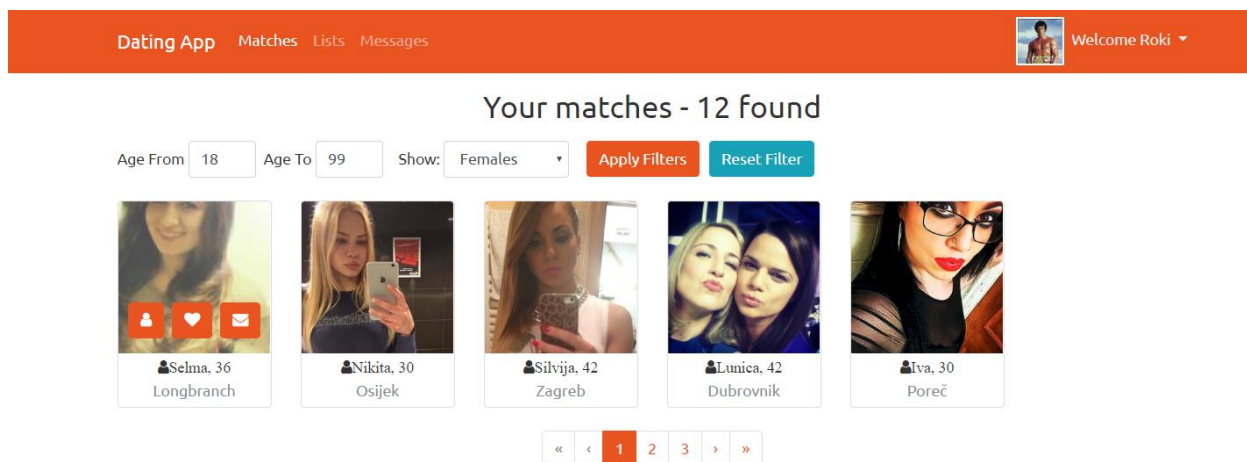 Dating App Matches Lists Messages Welcome Roki
Your matches - 12 found
Age From 18 Age To 99 Show: Females Apply Filters Reset Filter
Selma, 36 Nikita, 30 Silvija, 42 Lunica, 42 Iva, 30
Longbranch Osijek Zagreb Dubrovnik Poreč
« ‹ 1 2 3 › »